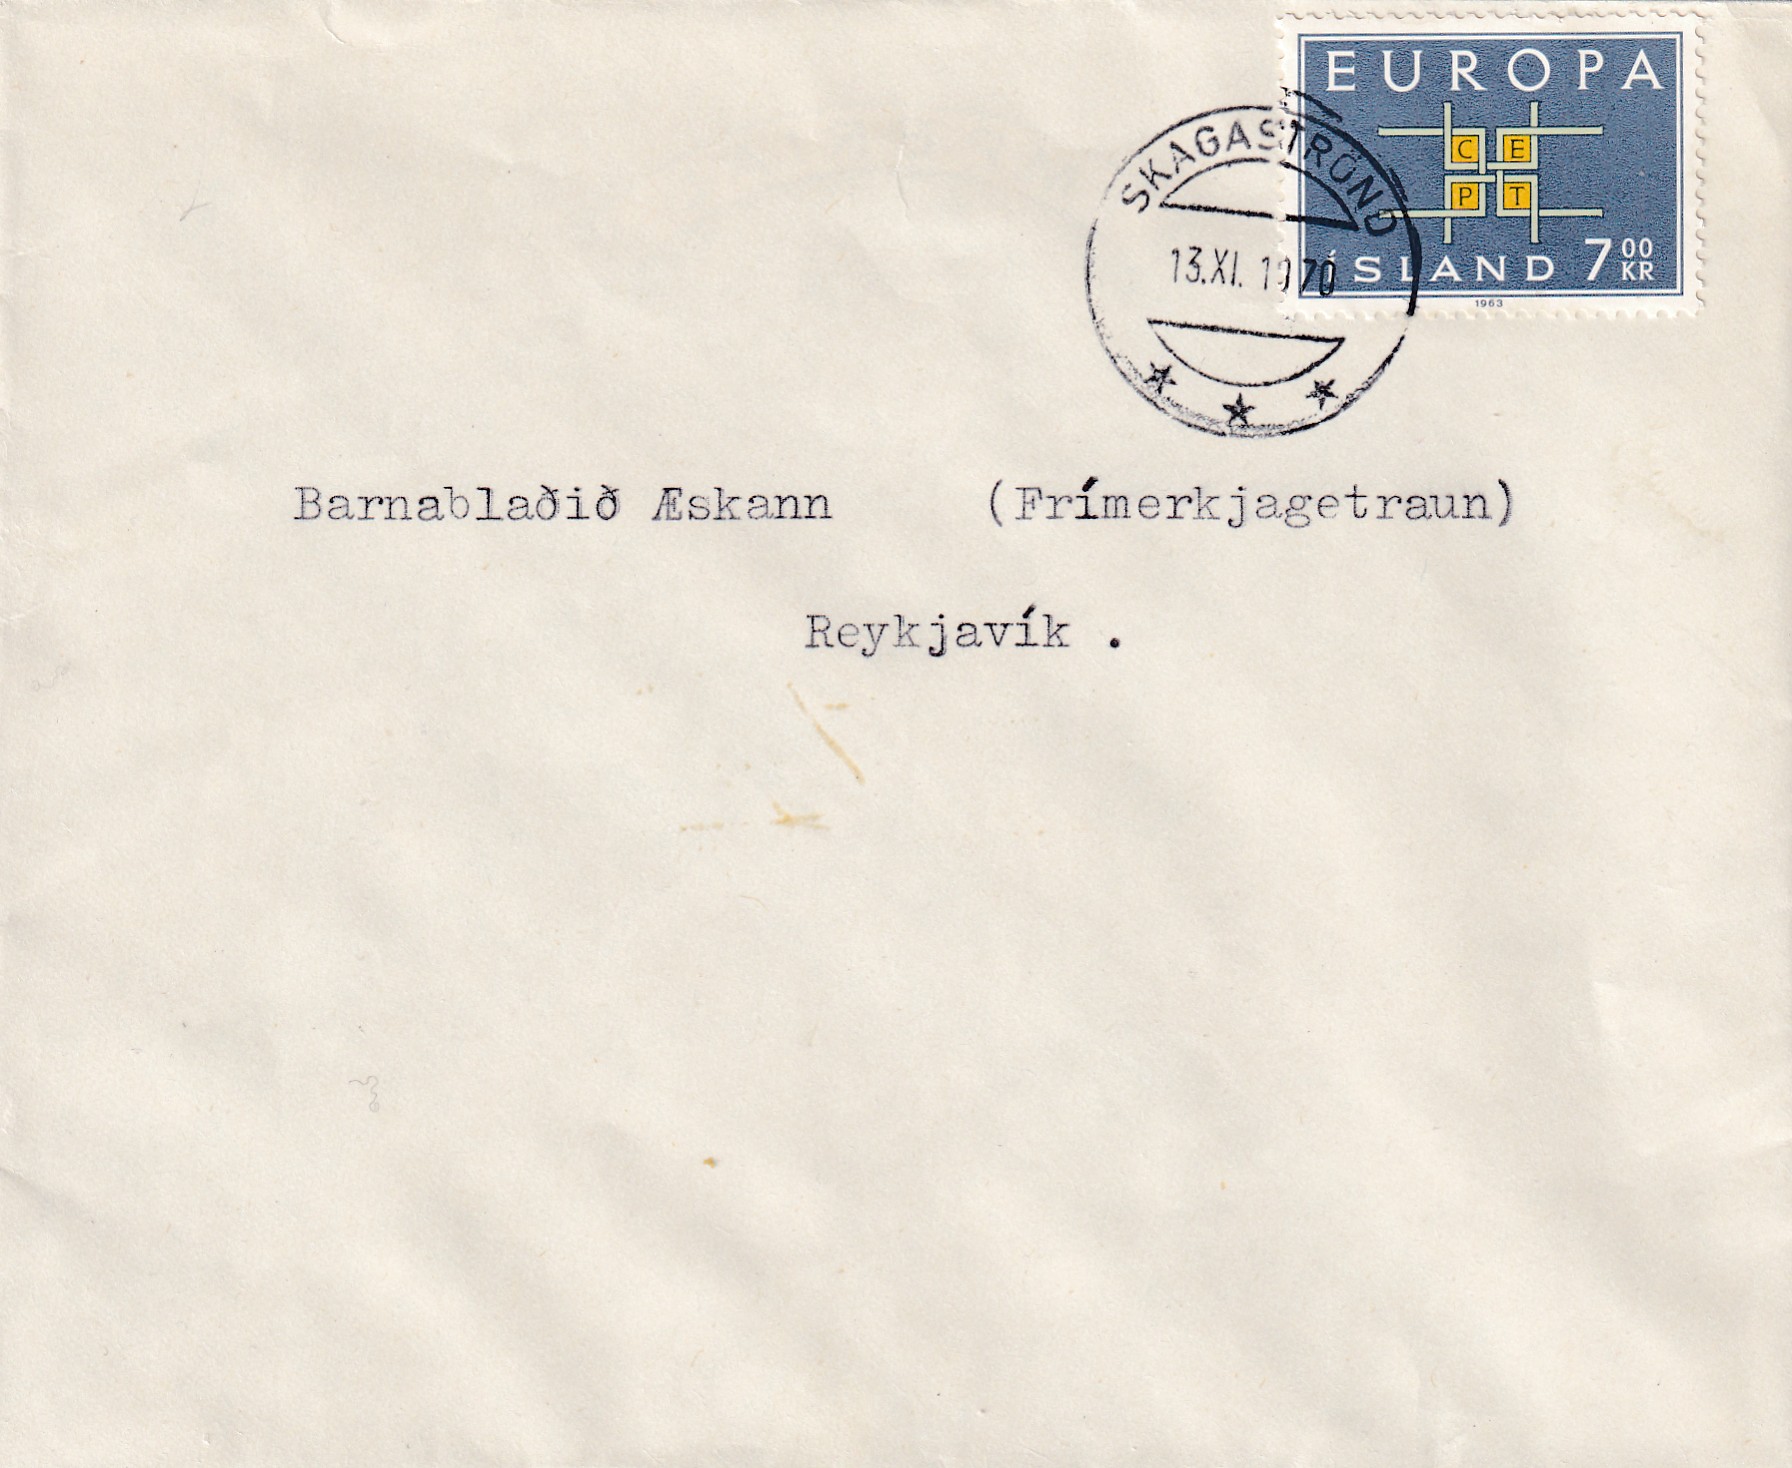 EUROPA
C E
P T
ÍSLAND 7 00 KR
1963
SKAGASTRÖND
13.XI. 1970
Barnablaðið Æskann (Frímerkjagetraun)
Reykjavík .